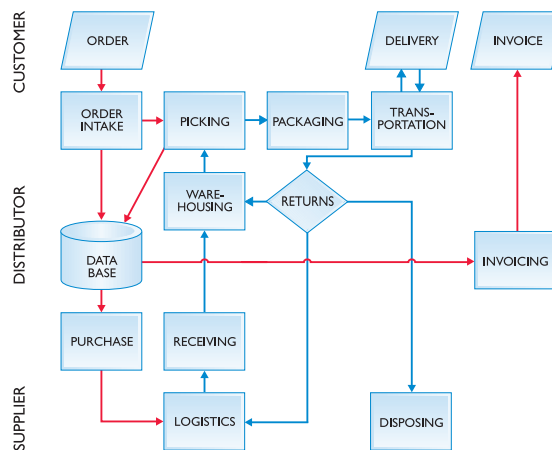 CUSTOMER
ORDER
DELIVERY
INVOICE
ORDER
INTAKE
PICKING
PACKAGING
TRANS-
PORTATION
DISTRIBUTOR
WARE-
HOUSING
RETURNS
DATA
BASE
INVOICING
PURCHASE
RECEIVING
SUPPLIER
LOGISTICS
DISPOSING